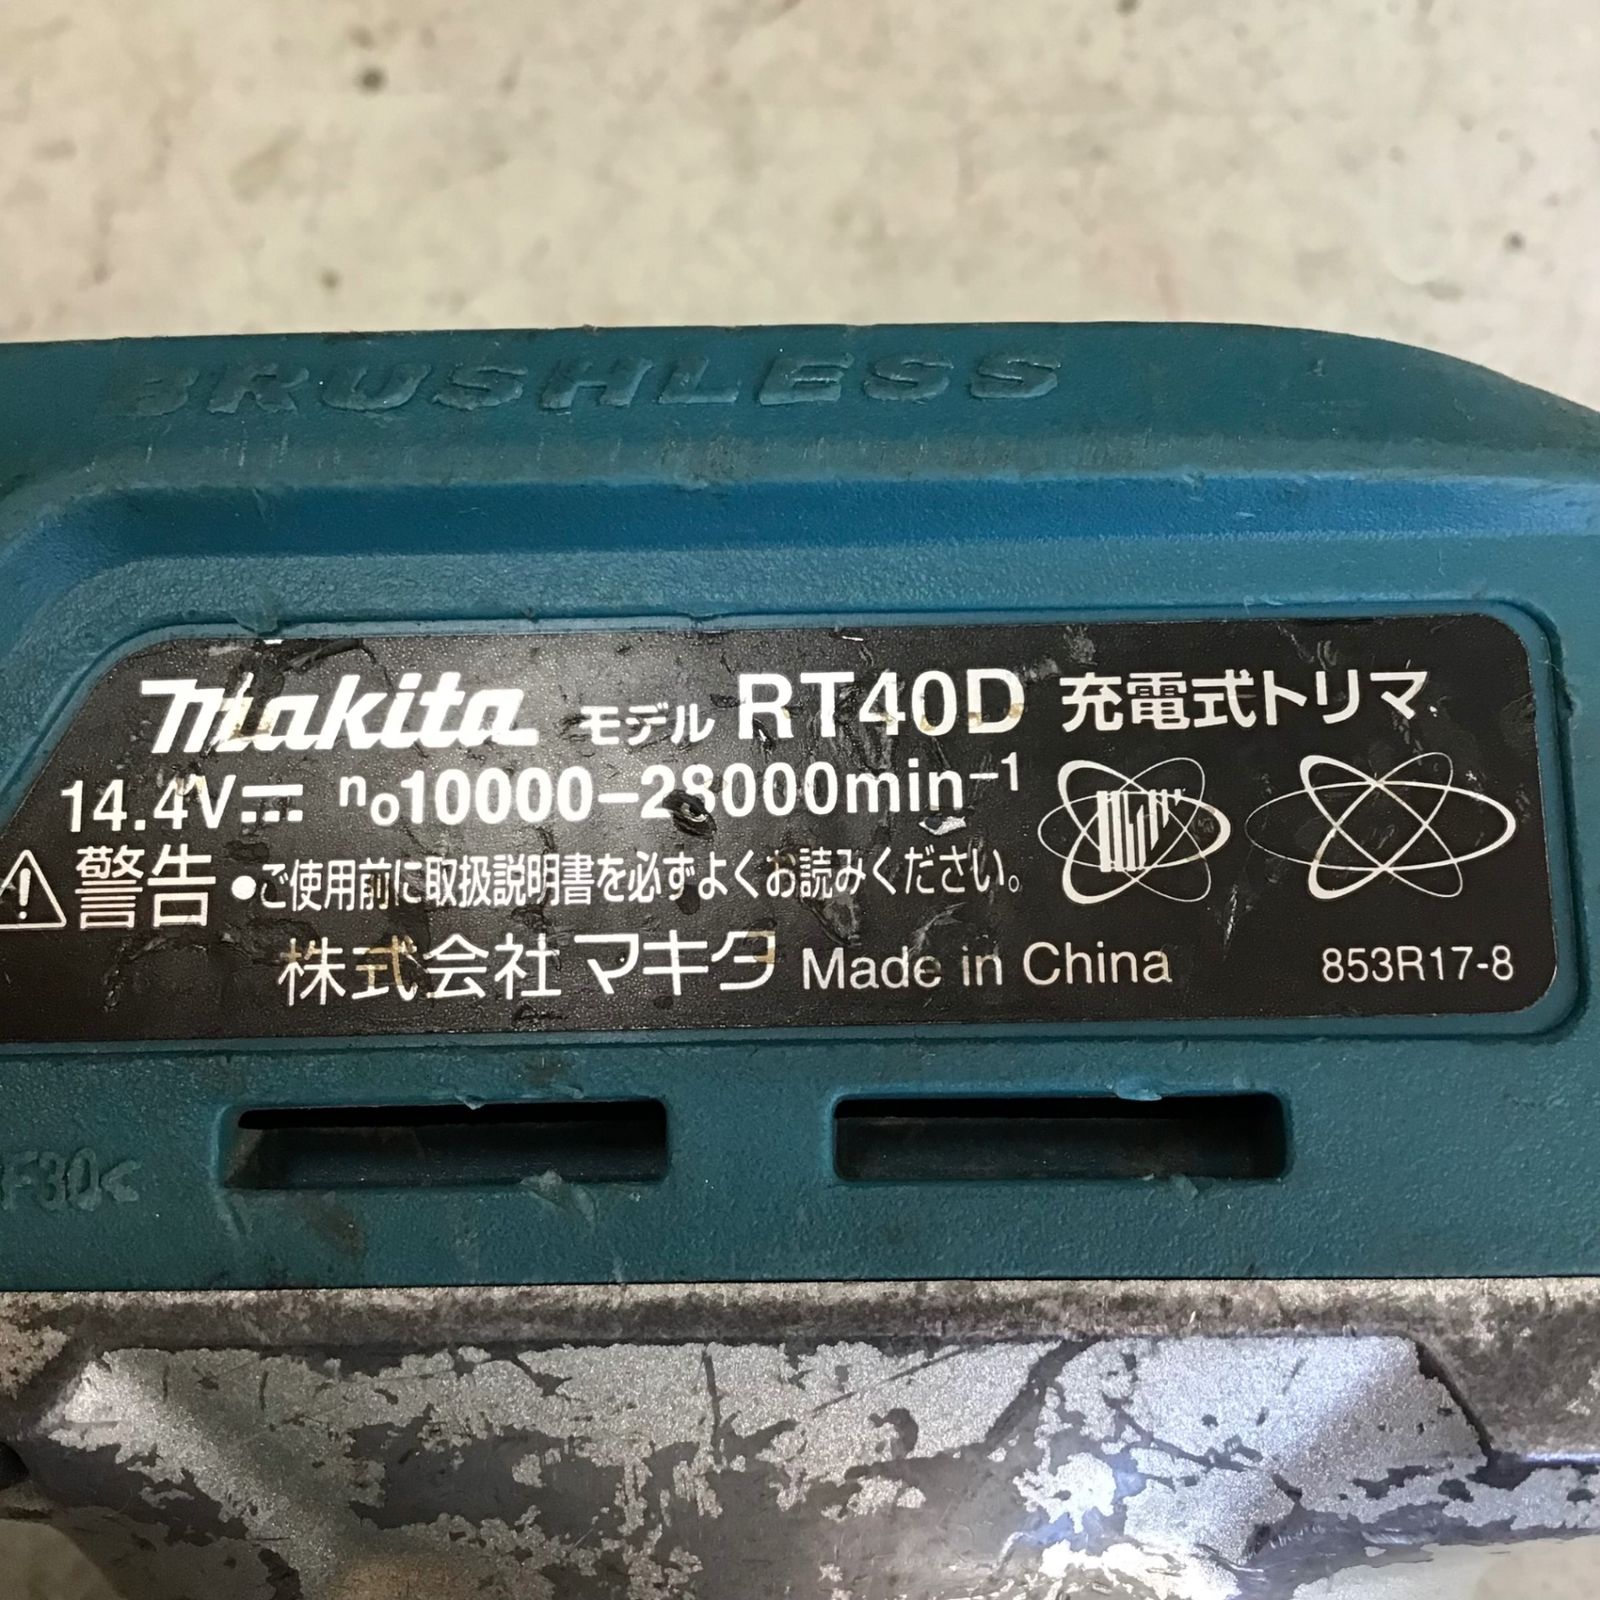 BRUSHLESS
makita モデル RT40D 充電式トリマ
14.4V n₀10000-28000min⁻¹
警告 ●ご使用前に取扱説明書を必ずよくお読みください。
株式会社マキタ Made in China 853R17-8
F30<